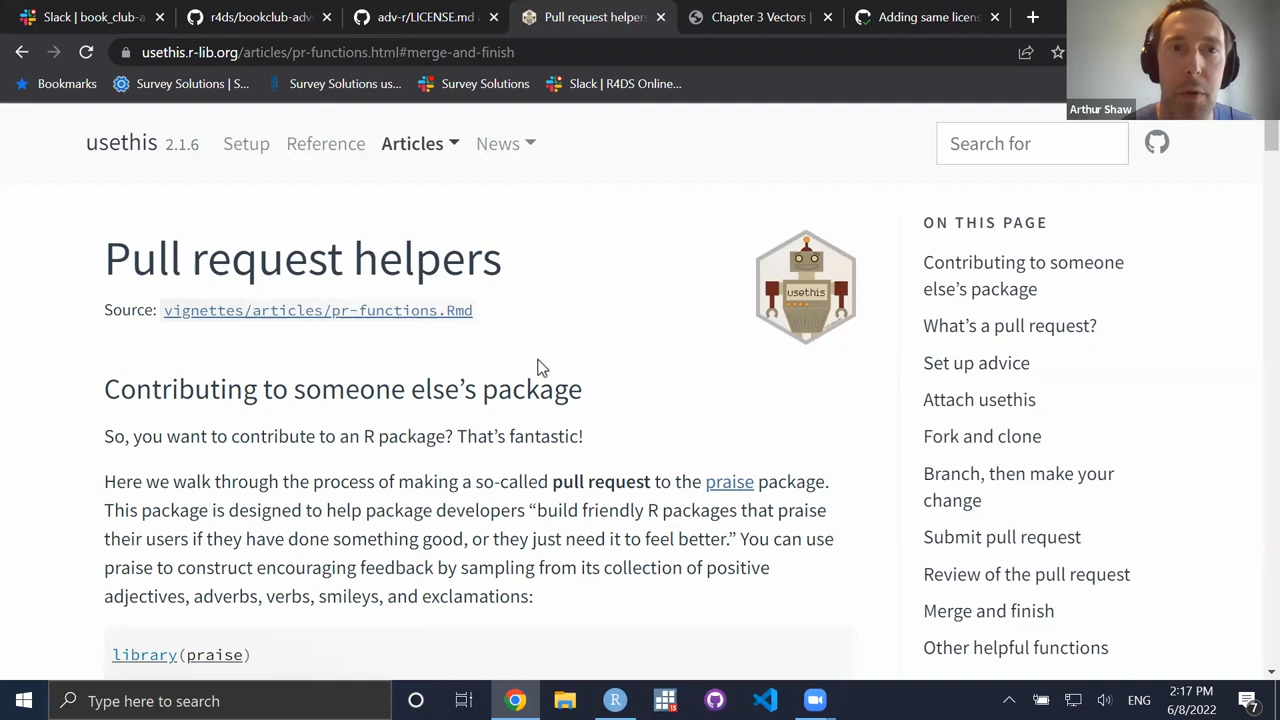 Slack | book_club-a
r4ds/bookclub-adv
adv-r/LICENSE.md a
Pull request helpers
Chapter 3 Vectors |
Adding same licens
usethis.r-lib.org/articles/pr-functions.html#merge-and-finish
Bookmarks
Survey Solutions | S...
Survey Solutions us...
Survey Solutions
Slack | R4DS Online...
Arthur Shaw
usethis 2.1.6 Setup Reference Articles News
Search for
Pull request helpers
usethis
Source: vignettes/articles/pr-functions.Rmd
Contributing to someone else’s package
So, you want to contribute to an R package? That’s fantastic!
Here we walk through the process of making a so-called pull request to the praise package.
This package is designed to help package developers “build friendly R packages that praise
their users if they have done something good, or they just need it to feel better.” You can use
praise to construct encouraging feedback by sampling from its collection of positive
adjectives, adverbs, verbs, smileys, and exclamations:
library(praise)
ON THIS PAGE
Contributing to someone
else’s package
What’s a pull request?
Set up advice
Attach usethis
Fork and clone
Branch, then make your
change
Submit pull request
Review of the pull request
Merge and finish
Other helpful functions
Type here to search
ENG
2:17 PM
6/8/2022
7